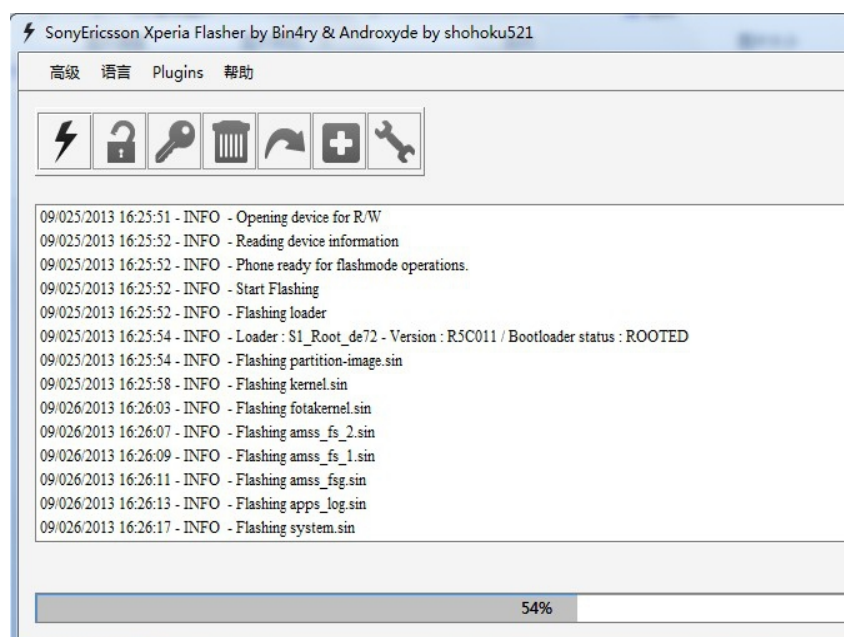 SonyEricsson Xperia Flasher by Bin4ry & Androxyde by shohoku521
高级 语言 Plugins 帮助
09/025/2013 16:25:51 - INFO - Opening device for R/W
09/025/2013 16:25:52 - INFO - Reading device information
09/025/2013 16:25:52 - INFO - Phone ready for flashmode operations.
09/025/2013 16:25:52 - INFO - Start Flashing
09/025/2013 16:25:52 - INFO - Flashing loader
09/025/2013 16:25:54 - INFO - Loader : S1_Root_de72 - Version : R5C011 / Bootloader status : ROOTED
09/025/2013 16:25:54 - INFO - Flashing partition-image.sin
09/025/2013 16:25:58 - INFO - Flashing kernel.sin
09/026/2013 16:26:03 - INFO - Flashing fotakernel.sin
09/026/2013 16:26:07 - INFO - Flashing amss_fs_2.sin
09/026/2013 16:26:09 - INFO - Flashing amss_fs_1.sin
09/026/2013 16:26:11 - INFO - Flashing amss_fsg.sin
09/026/2013 16:26:13 - INFO - Flashing apps_log.sin
09/026/2013 16:26:17 - INFO - Flashing system.sin
54%